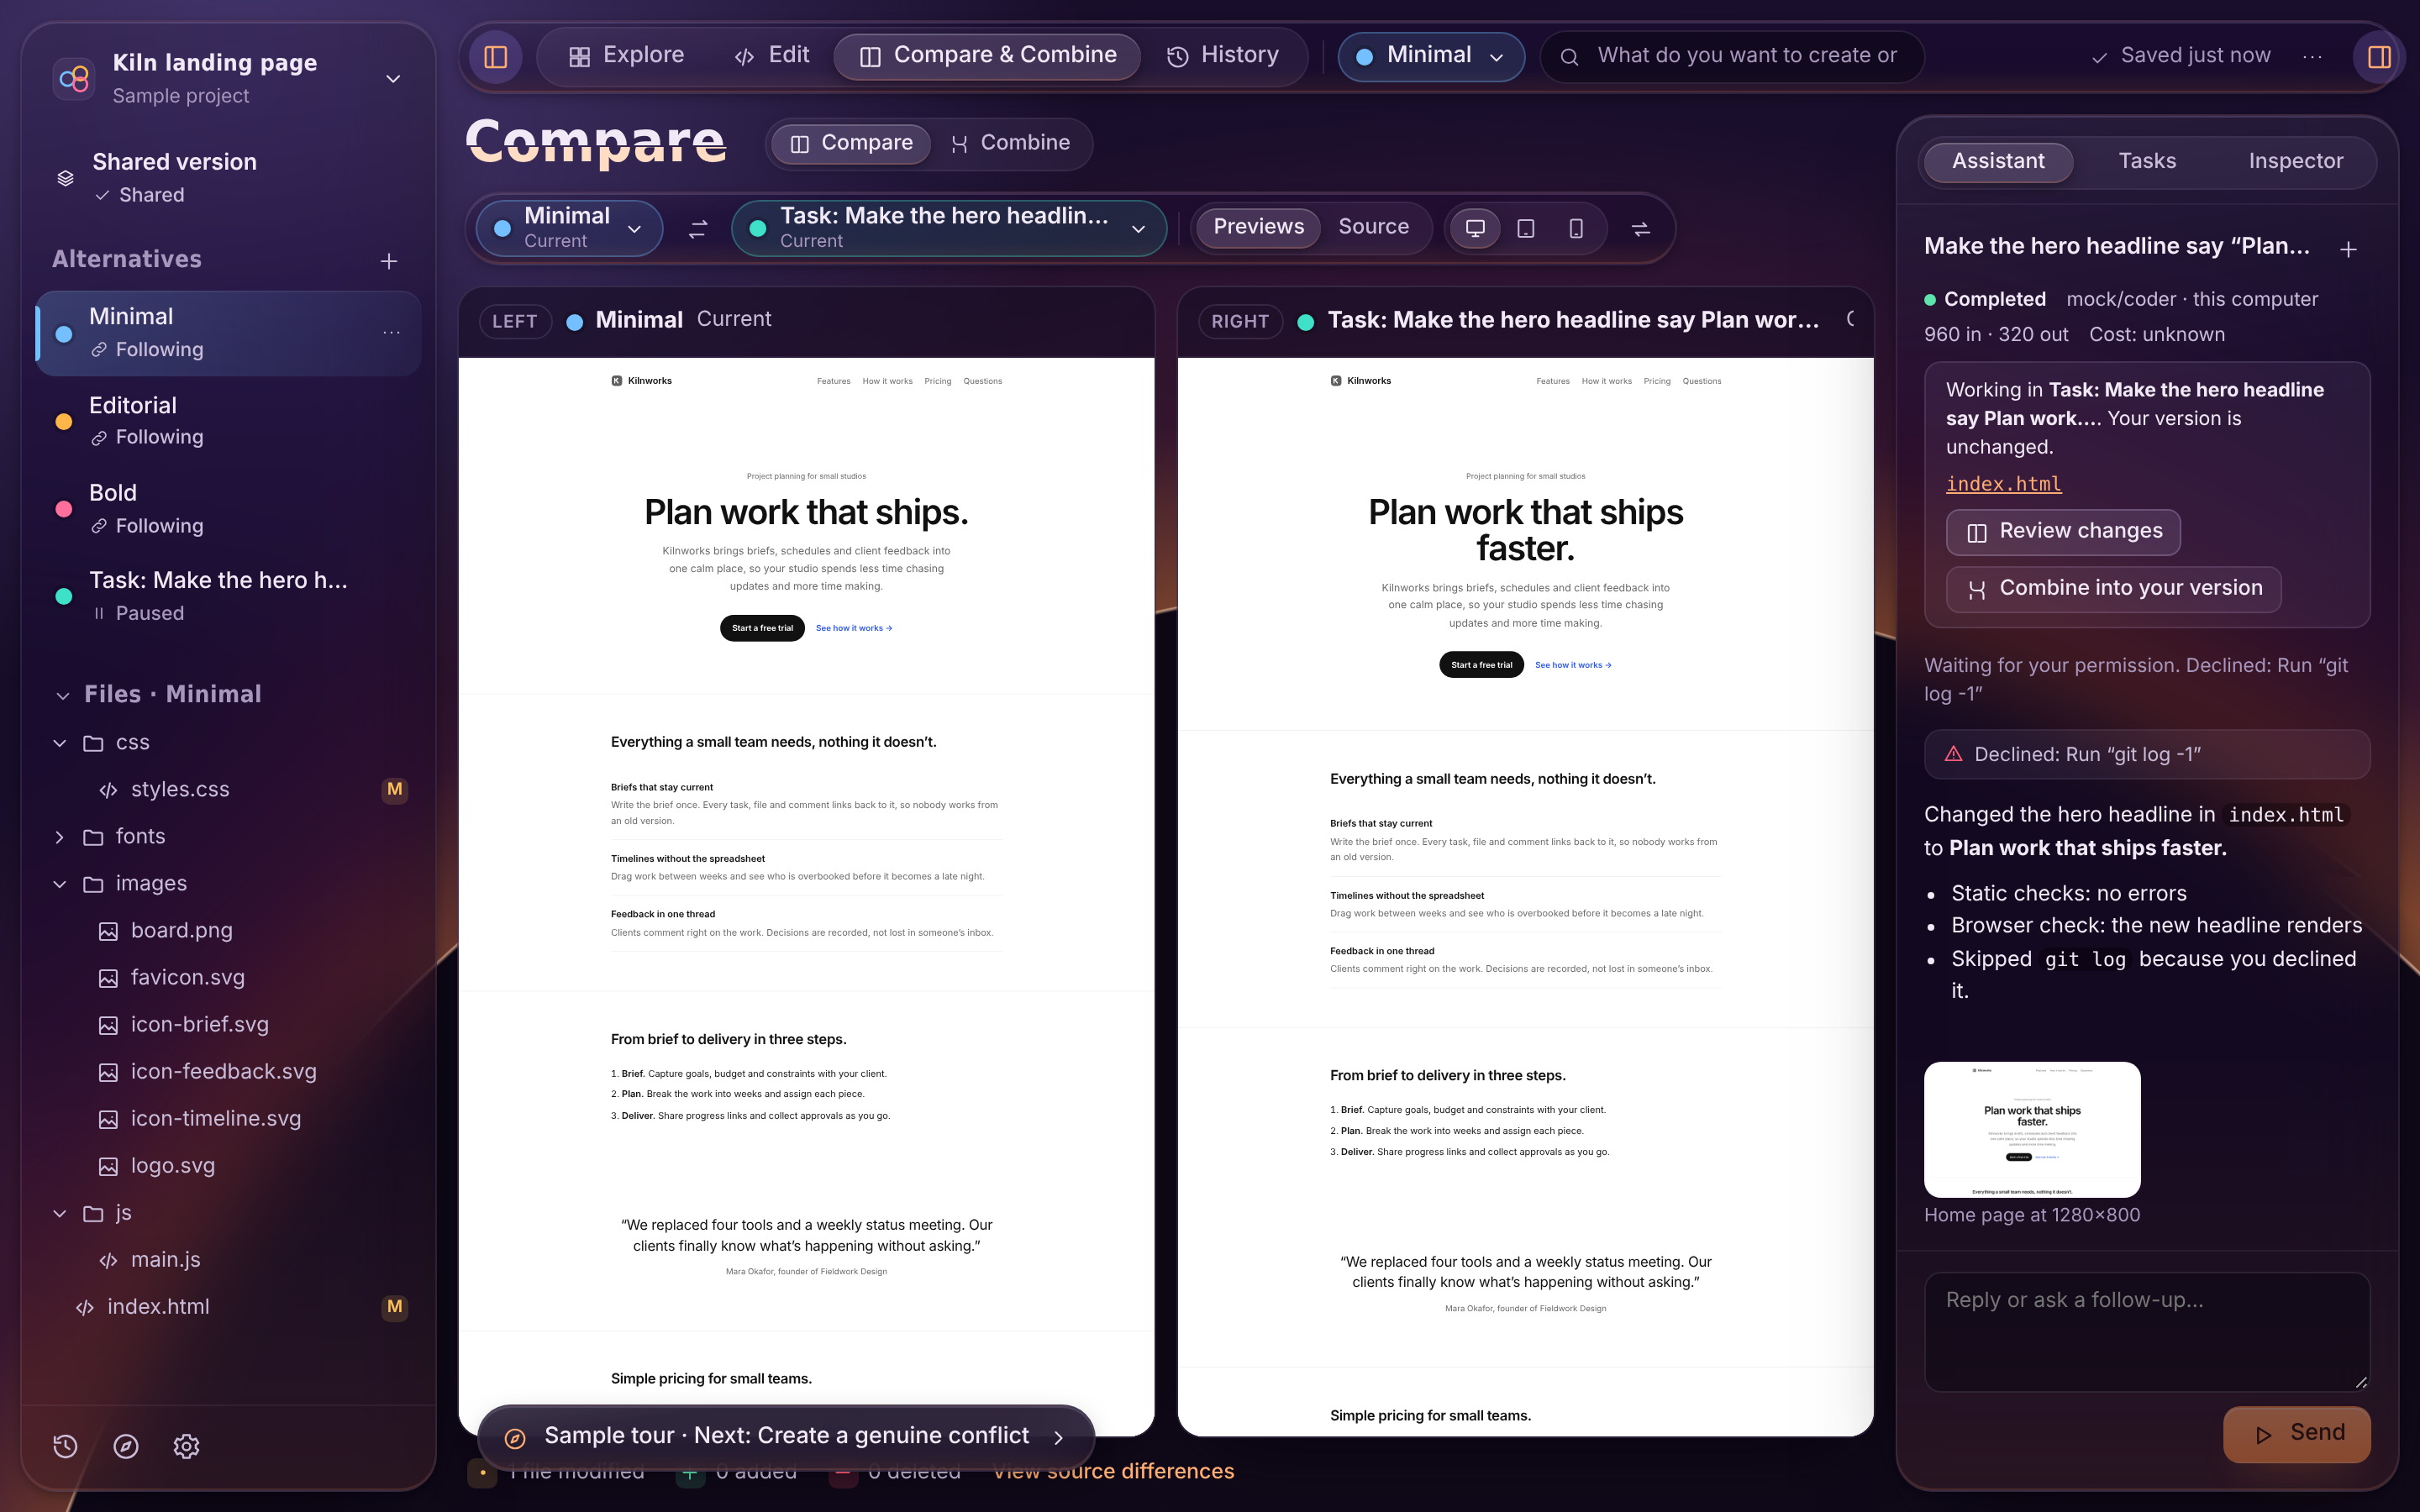 Kiln landing page
Sample project
Shared version
Shared
Alternatives
Minimal
Following
Editorial
Following
Bold
Following
Task: Make the hero h...
Paused
Files · Minimal
css
styles.css M
fonts
images
board.png
favicon.svg
icon-brief.svg
icon-feedback.svg
icon-timeline.svg
logo.svg
js
main.js
index.html M
Explore Edit Compare & Combine History Minimal What do you want to create or Saved just now
Compare Compare Combine
Minimal
Current
Task: Make the hero headlin...
Current
Previews Source
LEFT Minimal Current
Kilnworks Features How it works Pricing Questions
Project planning for small studios
Plan work that ships.
Kilnworks brings briefs, schedules and client feedback into
one calm place, so your studio spends less time chasing
updates and more time making.
Start a free trial See how it works →
Everything a small team needs, nothing it doesn’t.
Briefs that stay current
Write the brief once. Every task, file and comment links back to it, so nobody works from
an old version.
Timelines without the spreadsheet
Drag work between weeks and see who is overbooked before it becomes a late night.
Feedback in one thread
Clients comment right on the work. Decisions are recorded, not lost in someone’s inbox.
From brief to delivery in three steps.
1. Brief. Capture goals, budget and constraints with your client.
2. Plan. Break the work into weeks and assign each piece.
3. Deliver. Share progress links and collect approvals as you go.
“We replaced four tools and a weekly status meeting. Our
clients finally know what’s happening without asking.”
Mara Okafor, founder of Fieldwork Design
Simple pricing for small teams.
RIGHT Task: Make the hero headline say Plan wor...
Kilnworks Features How it works Pricing Questions
Project planning for small studios
Plan work that ships
faster.
Kilnworks brings briefs, schedules and client feedback into
one calm place, so your studio spends less time chasing
updates and more time making.
Start a free trial See how it works →
Everything a small team needs, nothing it doesn’t.
Briefs that stay current
Write the brief once. Every task, file and comment links back to it, so nobody works from
an old version.
Timelines without the spreadsheet
Drag work between weeks and see who is overbooked before it becomes a late night.
Feedback in one thread
Clients comment right on the work. Decisions are recorded, not lost in someone’s inbox.
From brief to delivery in three steps.
1. Brief. Capture goals, budget and constraints with your client.
2. Plan. Break the work into weeks and assign each piece.
3. Deliver. Share progress links and collect approvals as you go.
“We replaced four tools and a weekly status meeting. Our
clients finally know what’s happening without asking.”
Mara Okafor, founder of Fieldwork Design
Simple pricing for small teams.
Sample tour · Next: Create a genuine conflict
1 file modified 0 added 0 deleted View source differences
Assistant Tasks Inspector
Make the hero headline say “Plan...
Completed mock/coder · this computer
960 in · 320 out Cost: unknown
Working in Task: Make the hero headline
say Plan work.... Your version is
unchanged.
index.html
Review changes
Combine into your version
Waiting for your permission. Declined: Run “git
log -1”
Declined: Run “git log -1”
Changed the hero headline in index.html
to Plan work that ships faster.
• Static checks: no errors
• Browser check: the new headline renders
• Skipped git log because you declined
it.
Plan work that ships
faster.
Everything a small team needs, nothing it doesn’t.
Home page at 1280×800
Reply or ask a follow-up...
Send